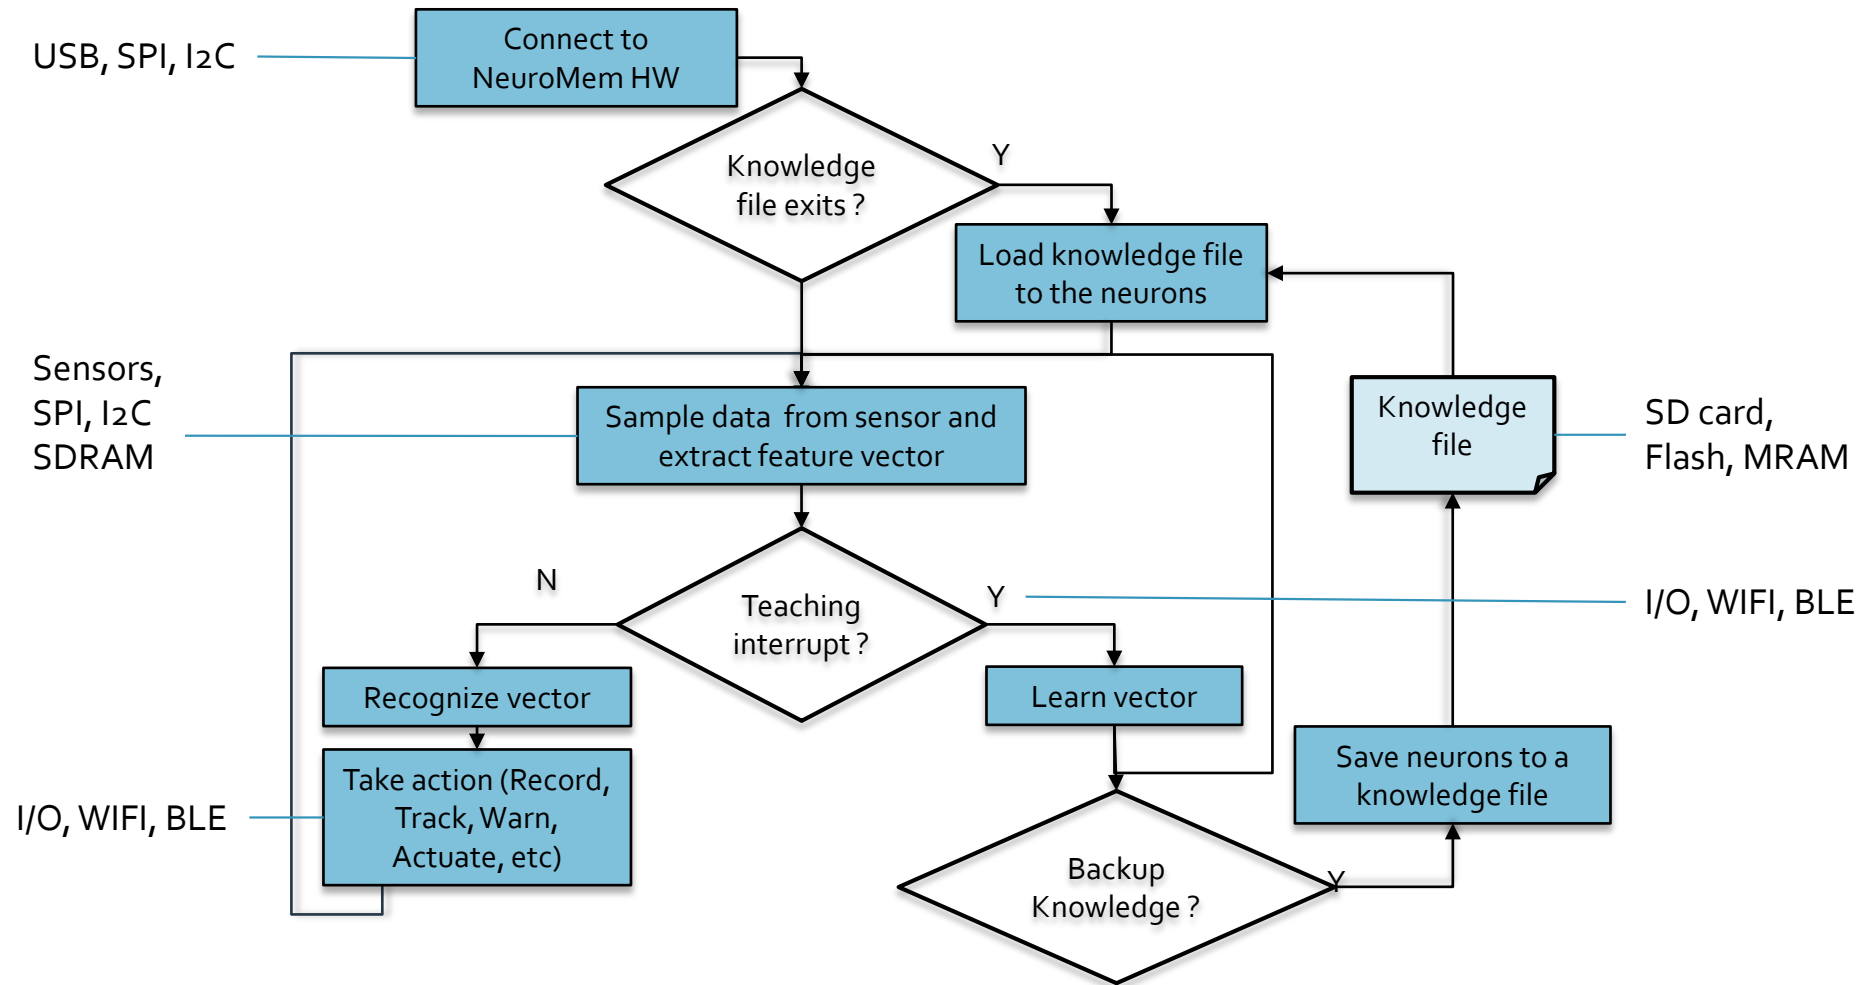 USB, SPI, I2C
Connect to
NeuroMem HW
Knowledge
file exits ?
Y
Load knowledge file
to the neurons
Sensors,
SPI, I2C
SDRAM
Sample data  from sensor and
extract feature vector
Knowledge
file
SD card,
Flash, MRAM
N
Teaching
interrupt ?
Y
I/O, WIFI, BLE
Recognize vector
Learn vector
Take action (Record,
Track, Warn,
Actuate, etc)
I/O, WIFI, BLE
Save neurons to a
knowledge file
Backup
Knowledge ?
Y